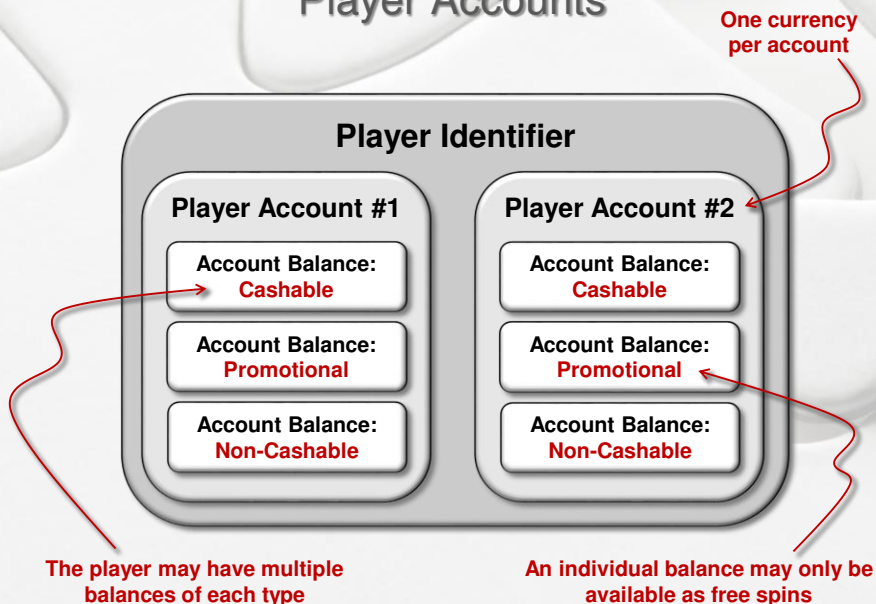 Player Accounts
One currency
per account
Player Identifier
Player Account #1
Account Balance:
Cashable
Account Balance:
Promotional
Account Balance:
Non-Cashable
Player Account #2
Account Balance:
Cashable
Account Balance:
Promotional
Account Balance:
Non-Cashable
The player may have multiple
balances of each type
An individual balance may only be
available as free spins